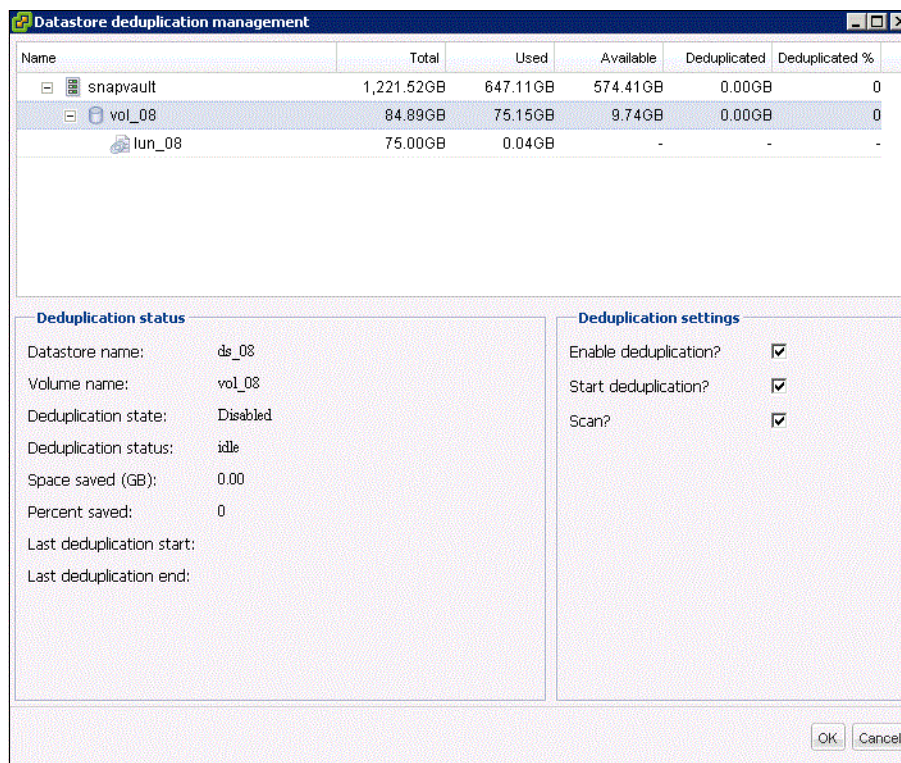 Datastore deduplication management
Name Total Used Available Deduplicated Deduplicated %
snapvault 1,221.52GB 647.11GB 574.41GB 0.00GB 0
vol_08 84.89GB 75.15GB 9.74GB 0.00GB 0
lun_08 75.00GB 0.04GB - - -
Deduplication status
Datastore name: ds_08
Volume name: vol_08
Deduplication state: Disabled
Deduplication status: idle
Space saved (GB): 0.00
Percent saved: 0
Last deduplication start:
Last deduplication end:
Deduplication settings
Enable deduplication?
Start deduplication?
Scan?
OK Cancel